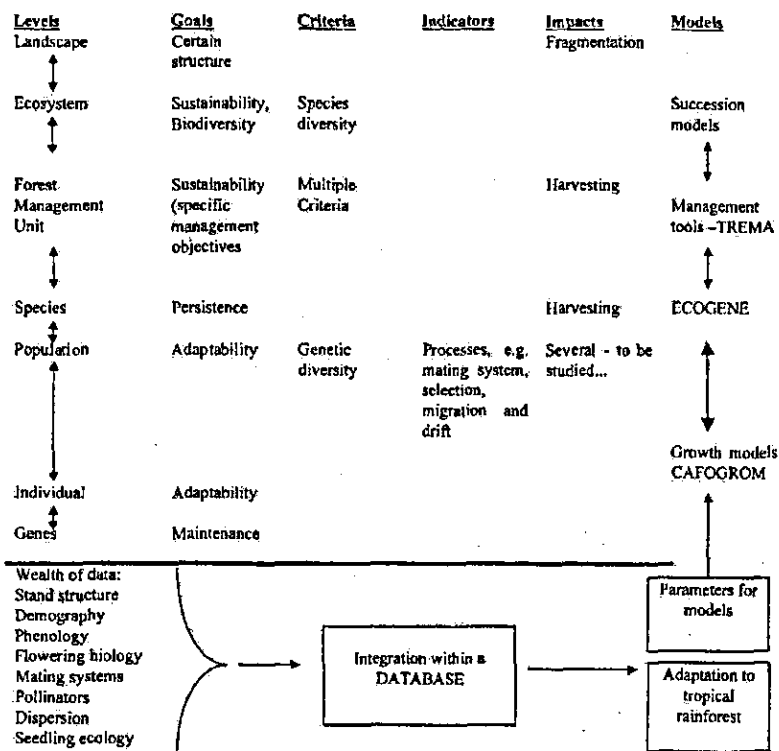 Levels Goals Criteria Indicators Impacts Models
Landscape Certain Fragmentation
structure
Ecosystem Sustainability, Species Succession
Biodiversity diversity models
Forest Sustainability Multiple Harvesting
Management (specific Criteria Management
Unit management tools –TREMA
objectives
Species Persistence Harvesting ECOGENE
Population Adaptability Genetic Processes, e.g. Several - to be
diversity mating system, studied...
selection,
migration and
drift
Growth models
CAFOGROM
Individual Adaptability
Genes Maintenance
Wealth of data:
Stand structure
Demography
Phenology
Flowering biology
Mating systems
Pollinators
Dispersion
Seedling ecology
Integration within a
DATABASE
Parameters for
models
Adaptation to
tropical
rainforest